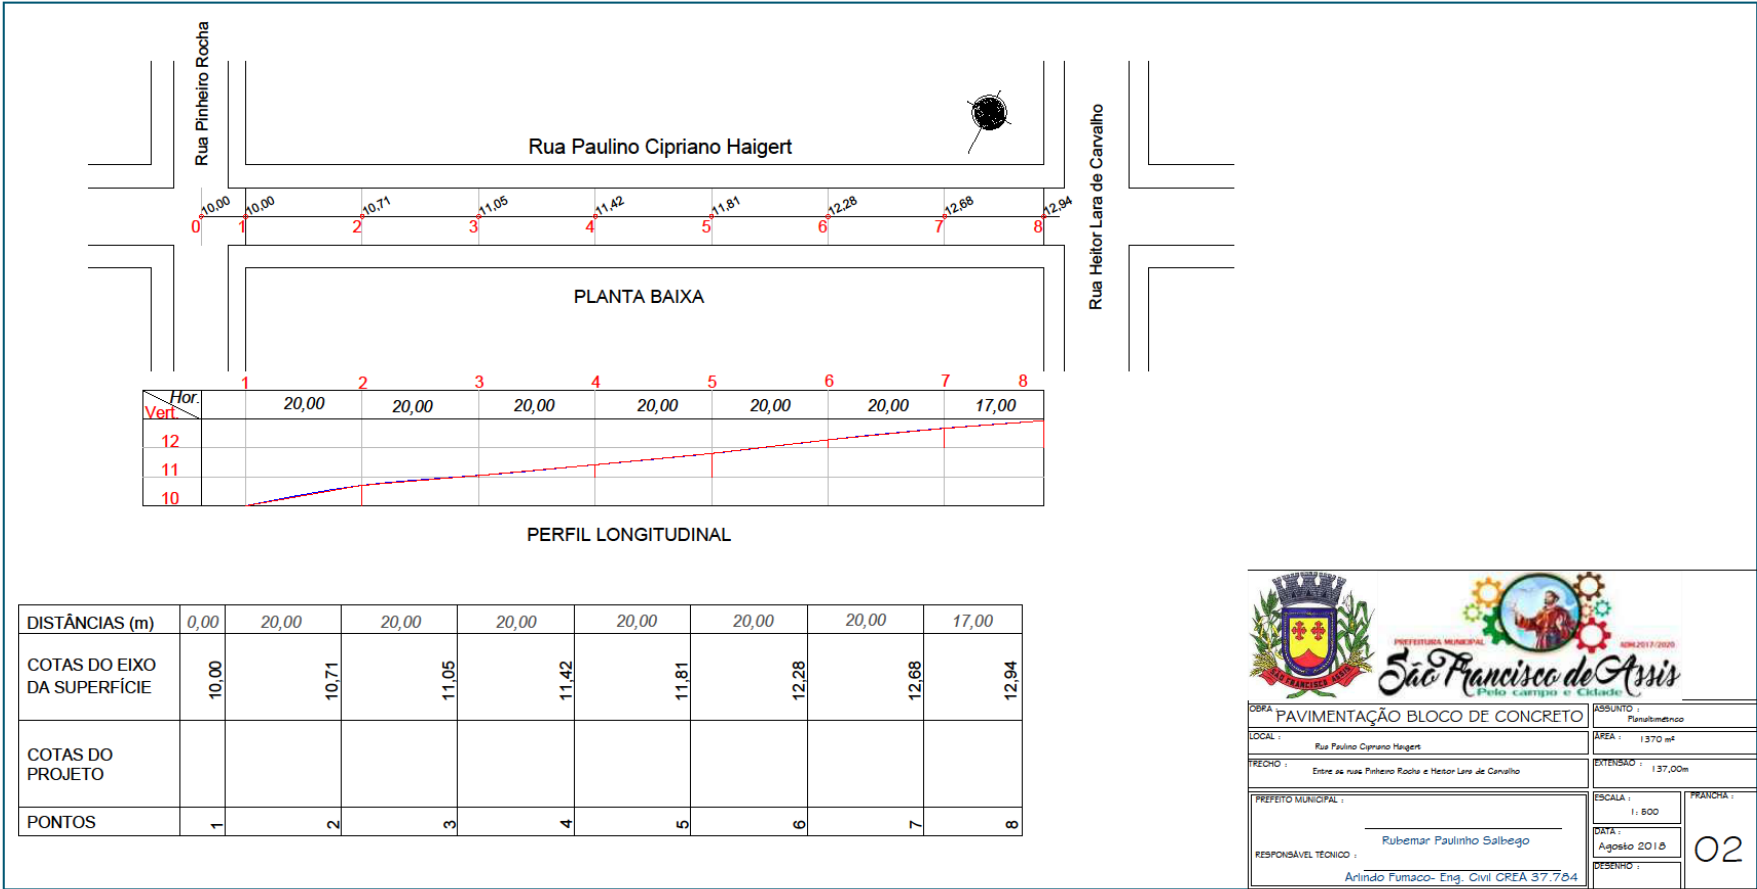 Rua Pinheiro Rocha
Rua Paulino Cipriano Haigert
Rua Heitor Lara de Carvalho
10,00 10,00 10,71 11,05 11,42 11,81 12,28 12,68 12,94
0 1 2 3 4 5 6 7 8
PLANTA BAIXA
1 2 3 4 5 6 7 8
Hor. 20,00 20,00 20,00 20,00 20,00 20,00 17,00
Vert.
12
11
10
PERFIL LONGITUDINAL
DISTÂNCIAS (m) 0,00 20,00 20,00 20,00 20,00 20,00 20,00 17,00
COTAS DO EIXO
DA SUPERFÍCIE
10,00 10,71 11,05 11,42 11,81 12,28 12,68 12,94
COTAS DO
PROJETO
PONTOS 1 2 3 4 5 6 7 8
SÃO FRANCISCO ASSIS
PREFEITURA MUNICIPAL
ADM.2017/2020
São Francisco de Assis
Pelo campo e Cidade
OBRA : PAVIMENTAÇÃO BLOCO DE CONCRETO
ASSUNTO :
Planaltimétrico
LOCAL :
Rua Paulino Cipriano Haigert
ÁREA : 1370 m²
TRECHO :
Entre as ruas Pinheiro Rocha e Heitor Lara de Carvalho
EXTENSÃO : 137,00m
PREFEITO MUNICIPAL :
Rubemar Paulinho Salbego
RESPONSÁVEL TÉCNICO :
Arlindo Fumaco- Eng. Civil CREA 37.784
ESCALA :
1: 500
DATA :
Agosto 2018
DESENHO :
PRANCHA :
02